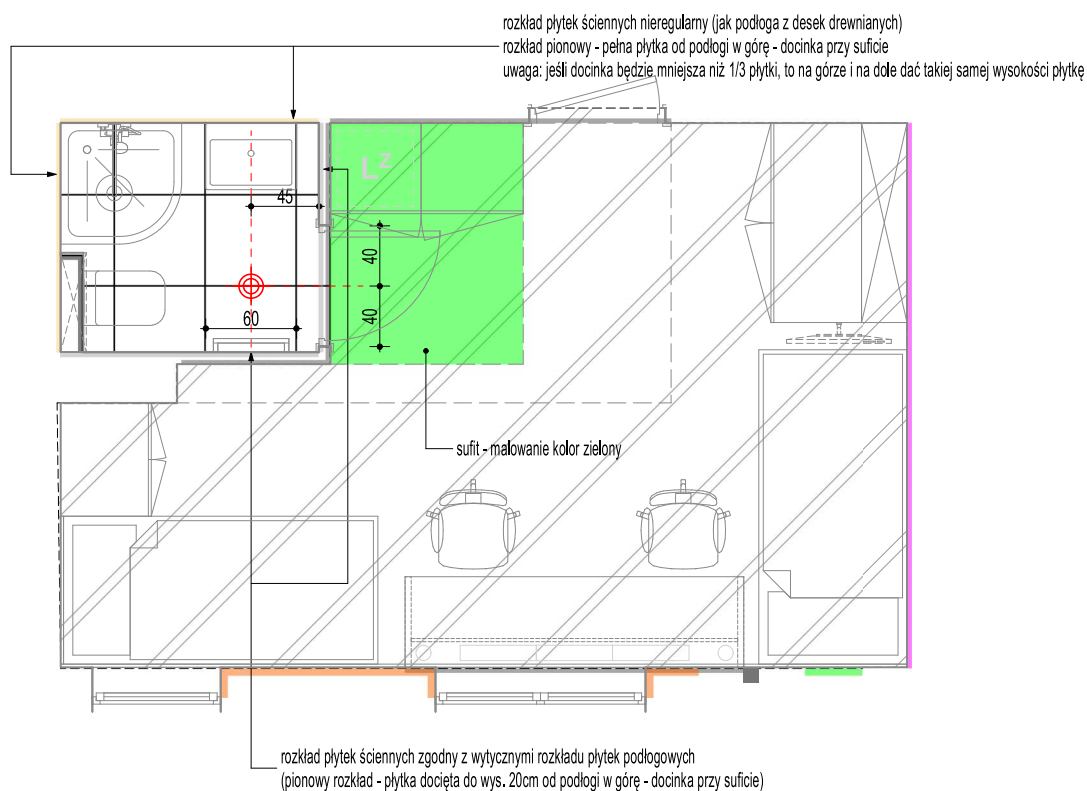 rozkład płytek ściennych nieregularny (jak podłoga z desek drewnianych)
rozkład pionowy - pełna płytka od podłogi w górę - docinka przy suficie
uwaga: jeśli docinka będzie mniejsza niż 1/3 płytki, to na górze i na dole dać takiej samej wysokości płytkę
LZ
45
40
40
60
sufit - malowanie kolor zielony
rozkład płytek ściennych zgodny z wytycznymi rozkładu płytek podłogowych
(pionowy rozkład - płytka docięta do wys. 20cm od podłogi w górę - docinka przy suficie)